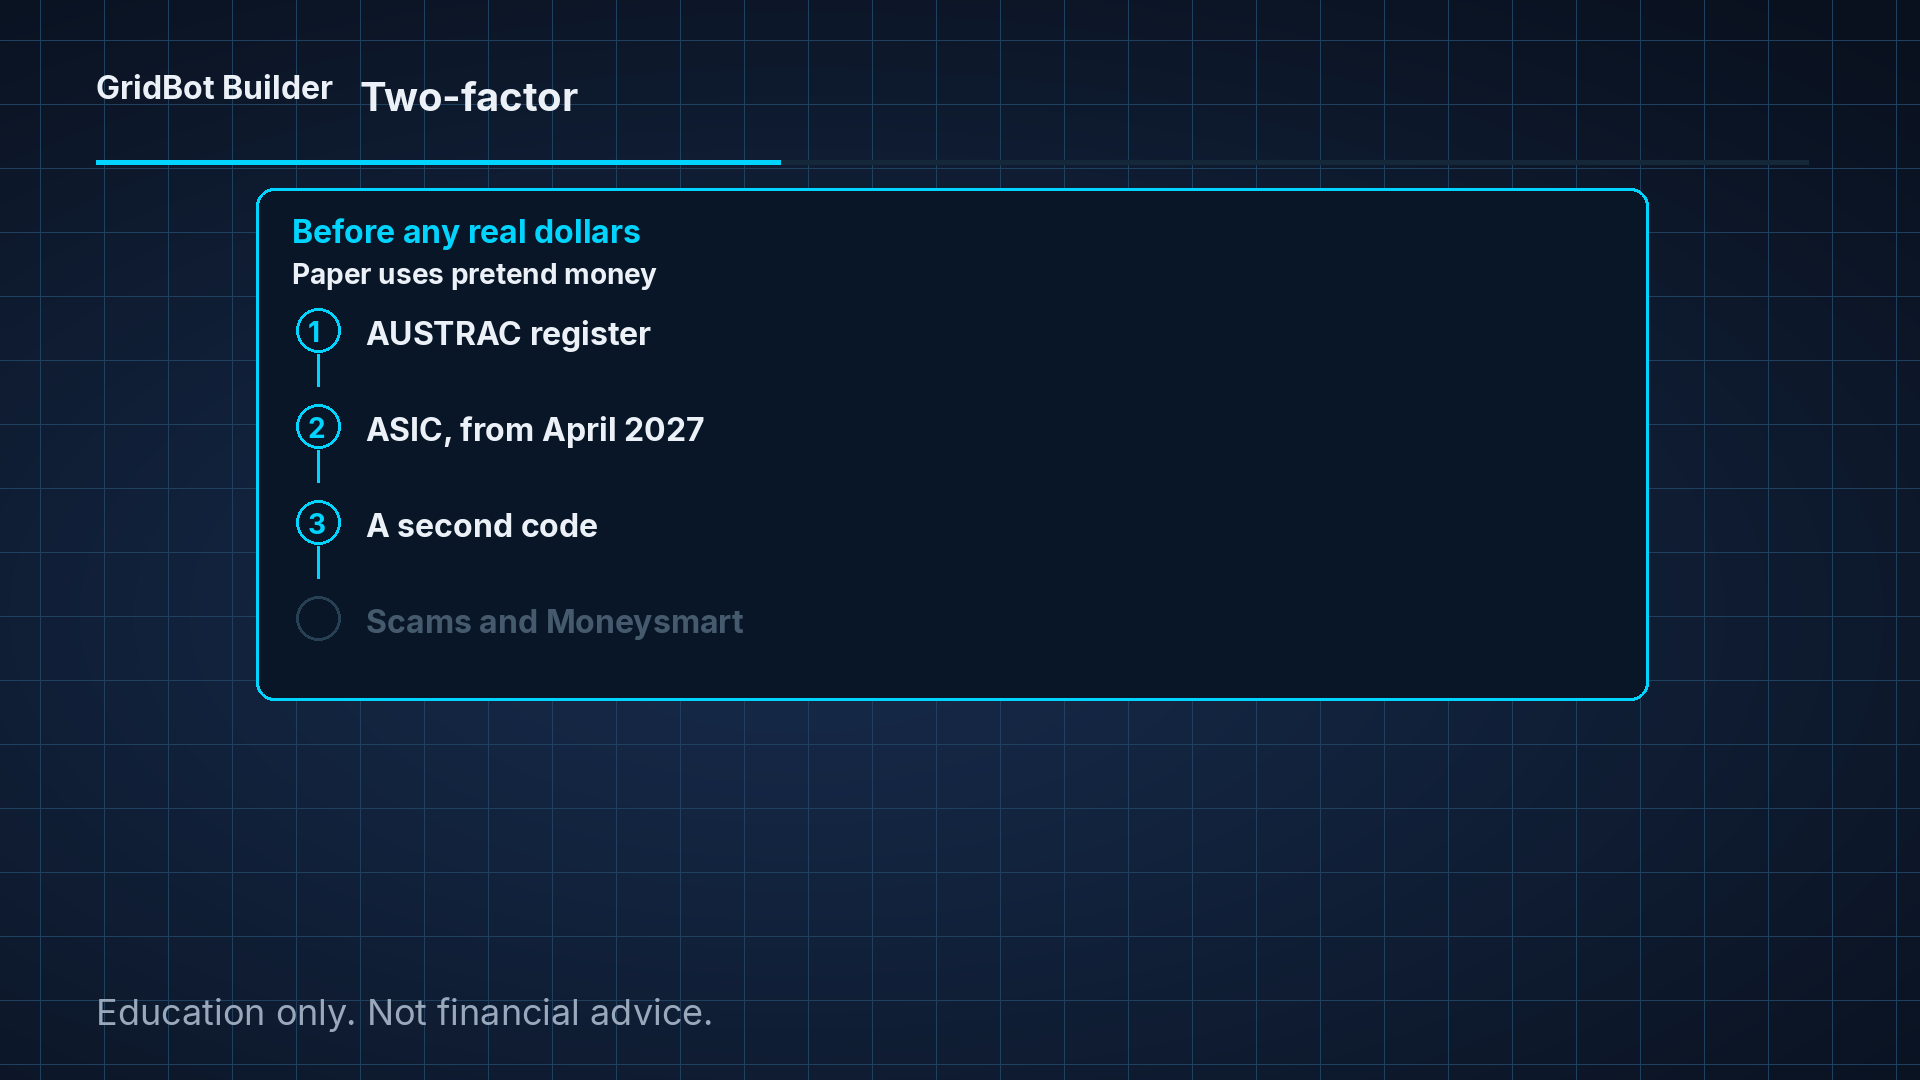 GridBot Builder
Two-factor
Before any real dollars
Paper uses pretend money
1 AUSTRAC register
2 ASIC, from April 2027
3 A second code
Scams and Moneysmart
Education only. Not financial advice.